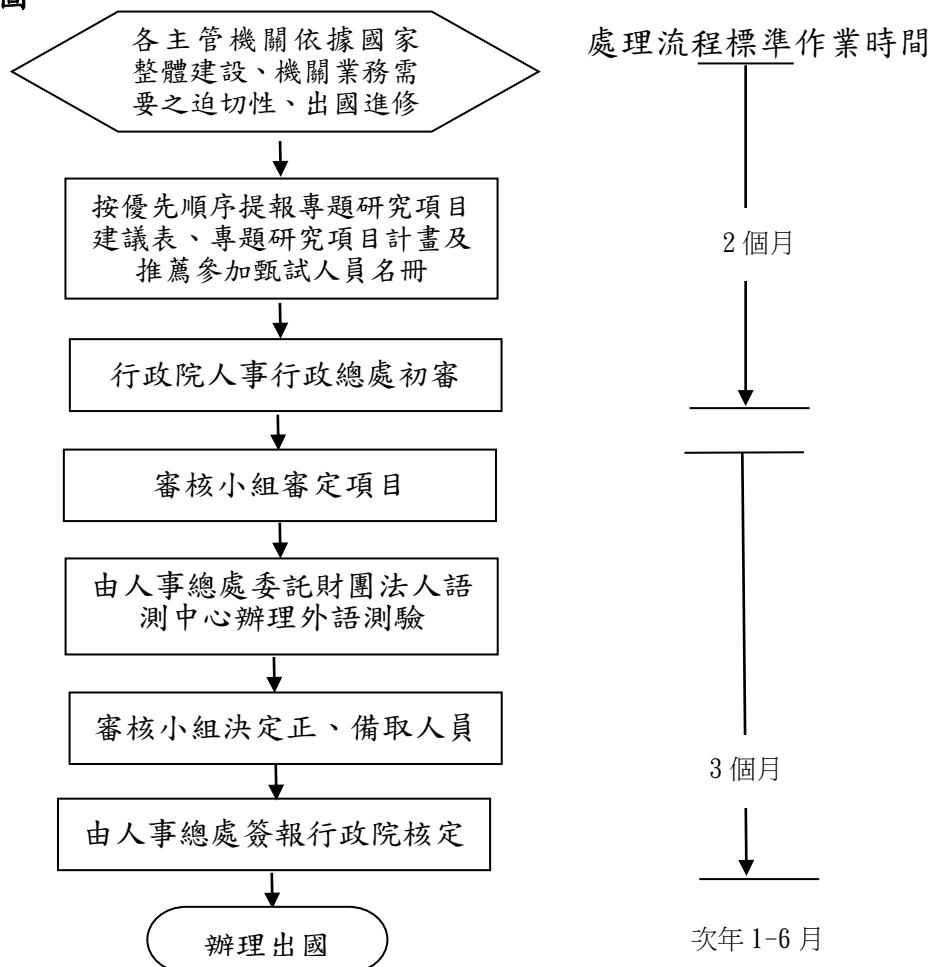 圖
各主管機關依據國家
整體建設、機關業務需
要之迫切性、出國進修
處理流程標準作業時間
按優先順序提報專題研究項目
建議表、專題研究項目計畫及
推薦參加甄試人員名冊
2 個月
行政院人事行政總處初審
審核小組審定項目
由人事總處委託財團法人語
測中心辦理外語測驗
審核小組決定正、備取人員
3 個月
由人事總處簽報行政院核定
辦理出國
次年 1-6 月